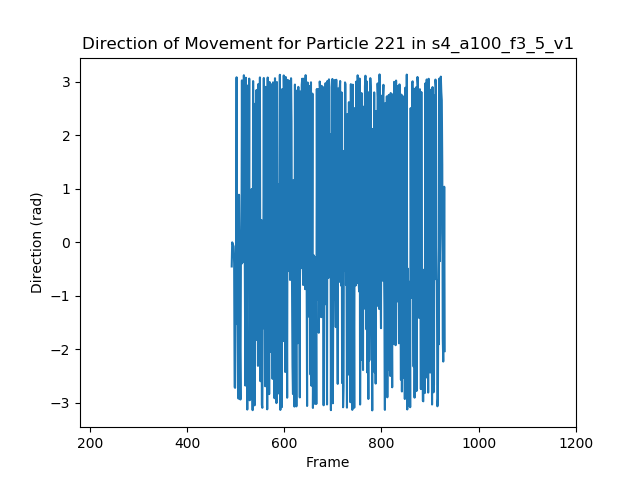 Direction of Movement for Particle 221 in s4_a100_f3_5_v1
3
2
1
0
−1
−2
−3
Direction (rad)
200 400 600 800 1000 1200
Frame